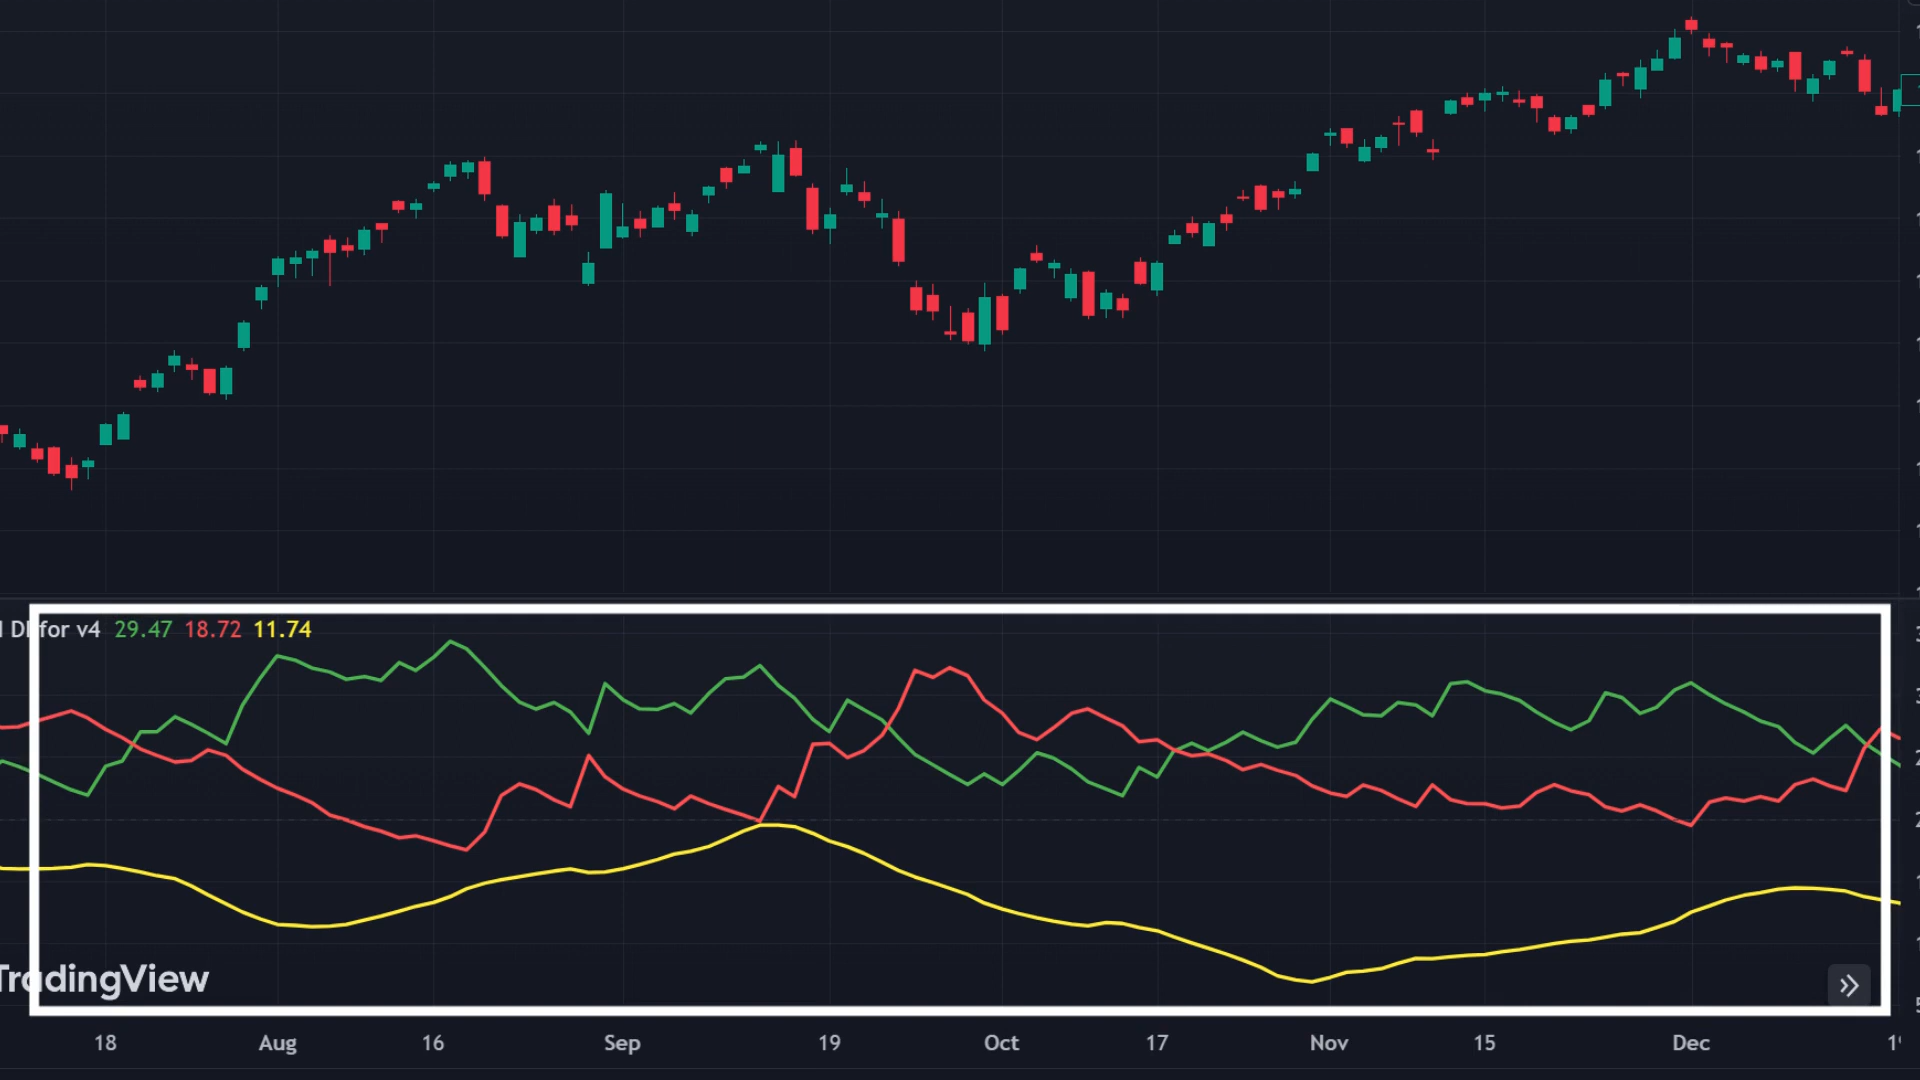 DI for v4 29.47 18.72 11.74
TradingView
18 Aug 16 Sep 19 Oct 17 Nov 15 Dec